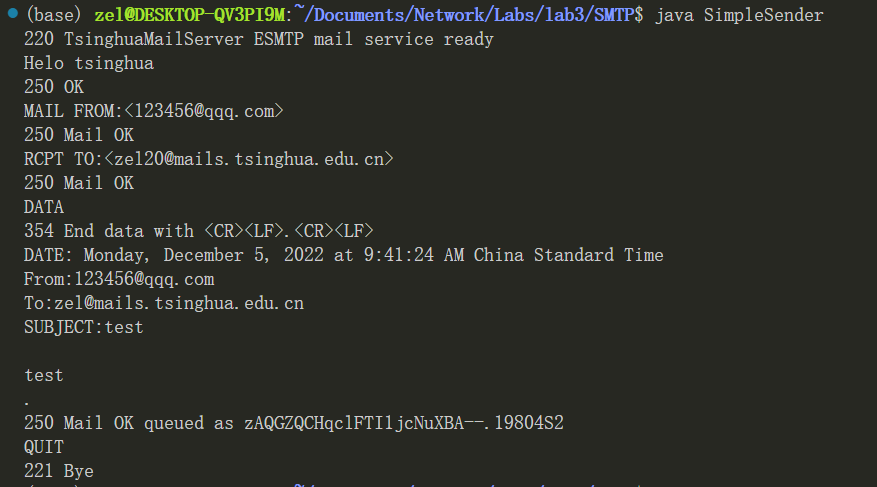 (base) zel@DESKTOP-QV3PI9M:~/Documents/Network/Labs/lab3/SMTP$ java SimpleSender
220 TsinghuaMailServer ESMTP mail service ready
Helo tsinghua
250 OK
MAIL FROM:<123456@qqq.com>
250 Mail OK
RCPT TO:<zel20@mails.tsinghua.edu.cn>
250 Mail OK
DATA
354 End data with <CR><LF>.<CR><LF>
DATE: Monday, December 5, 2022 at 9:41:24 AM China Standard Time
From:123456@qqq.com
To:zel@mails.tsinghua.edu.cn
SUBJECT:test

test
.
250 Mail OK queued as zAQGZQCHqclFTI1jcNuXBA--.19804S2
QUIT
221 Bye